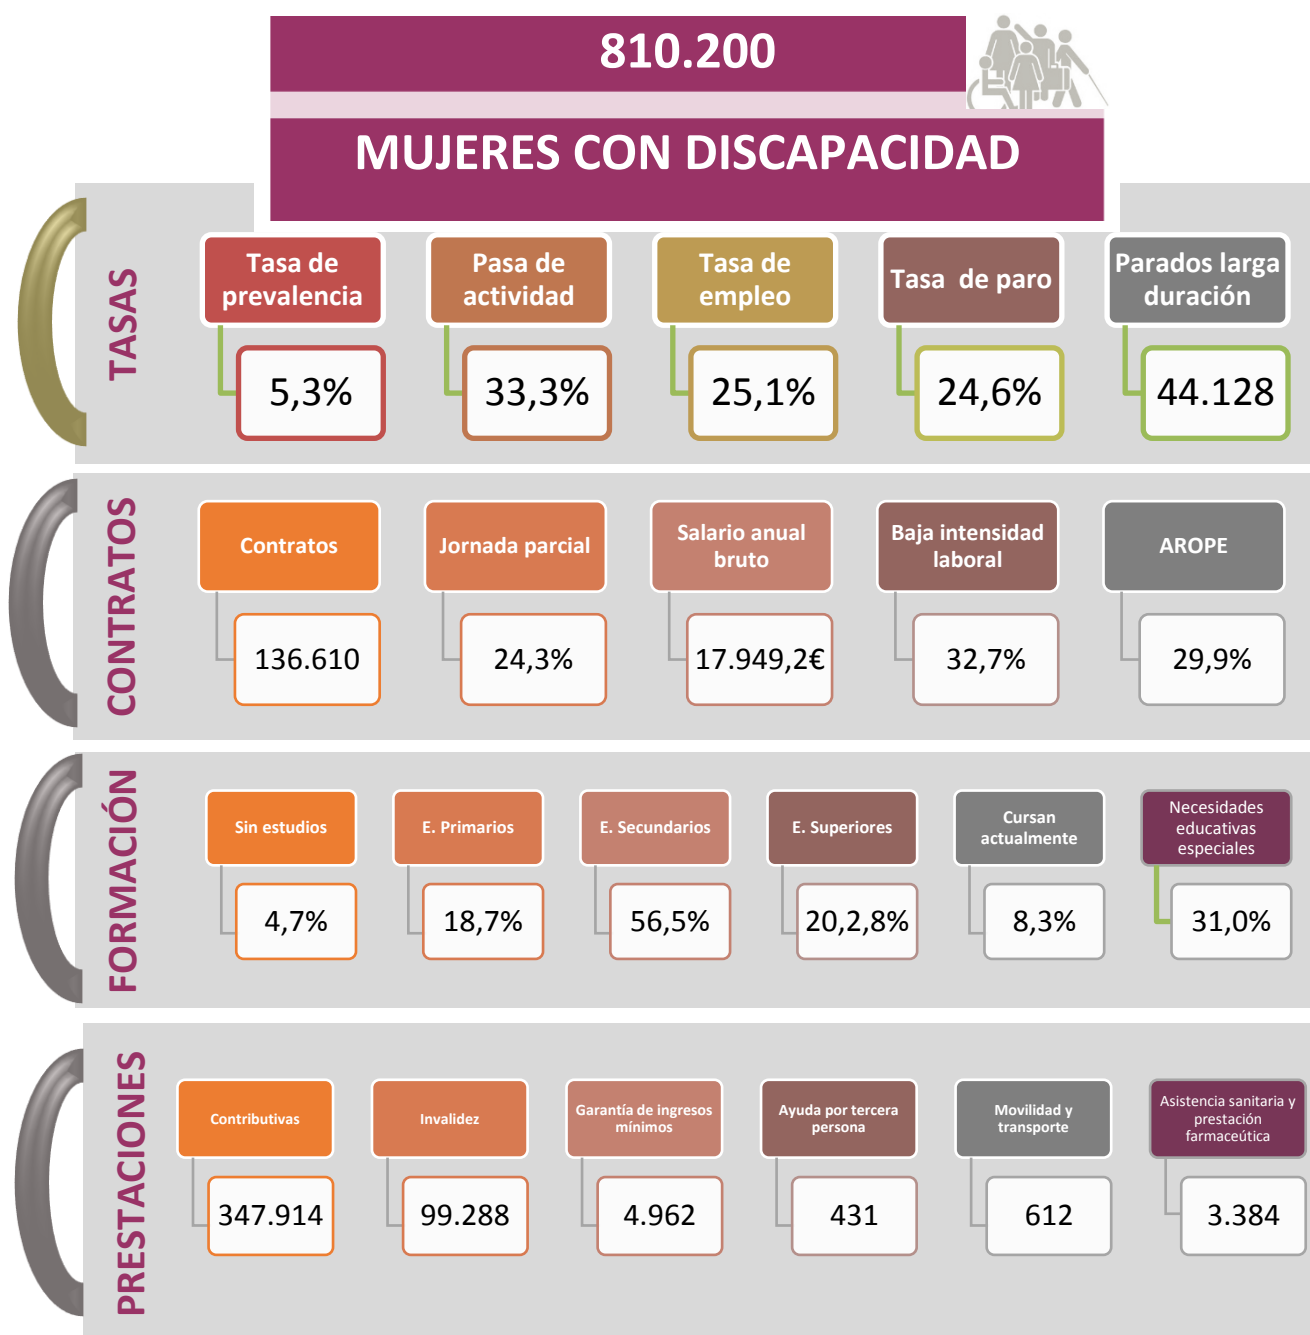 810.200
MUJERES CON DISCAPACIDAD
TASAS
Tasa de
prevalencia
5,3%
Pasa de
actividad
33,3%
Tasa de
empleo
25,1%
Tasa de paro
24,6%
Parados larga
duración
44.128
CONTRATOS
Contratos
136.610
Jornada parcial
24,3%
Salario anual
bruto
17.949,2€
Baja intensidad
laboral
32,7%
AROPE
29,9%
FORMACIÓN
Sin estudios
4,7%
E. Primarios
18,7%
E. Secundarios
56,5%
E. Superiores
20,2,8%
Cursan
actualmente
8,3%
Necesidades
educativas
especiales
31,0%
PRESTACIONES
Contributivas
347.914
Invalidez
99.288
Garantía de ingresos
mínimos
4.962
Ayuda por tercera
persona
431
Movilidad y
transporte
612
Asistencia sanitaria y
prestación
farmaceútica
3.384